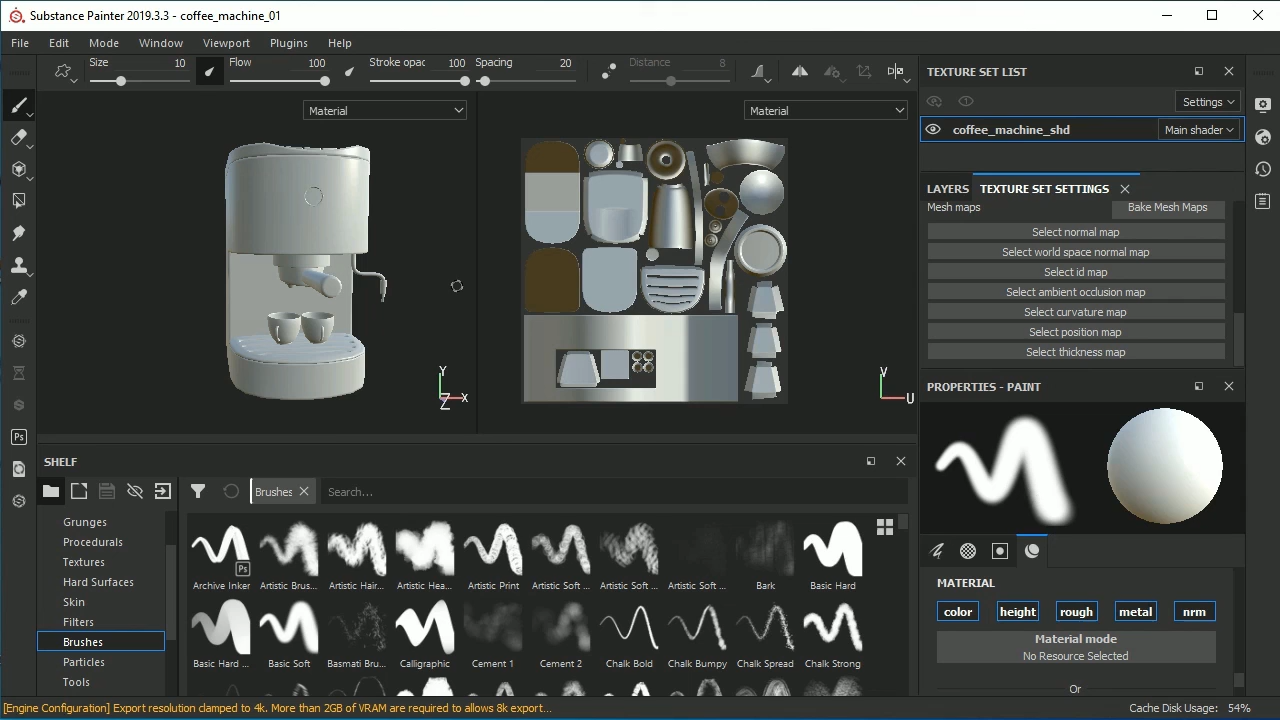 Substance Painter 2019.3.3 - coffee_machine_01
File Edit Mode Window Viewport Plugins Help
Size 10 Flow 100 Stroke opac 100 Spacing 20 Distance 8
Material
Material
Y
Z X
V
U
TEXTURE SET LIST
Settings
coffee_machine_shd Main shader
LAYERS TEXTURE SET SETTINGS
Mesh maps Bake Mesh Maps
Select normal map
Select world space normal map
Select id map
Select ambient occlusion map
Select curvature map
Select position map
Select thickness map
PROPERTIES - PAINT
MATERIAL
color height rough metal nrm
Material mode
No Resource Selected
Or
Ps
SHELF
Brushes Search...
Grunges
Procedurals
Textures
Hard Surfaces
Skin
Filters
Brushes
Particles
Tools
Ps
Archive Inker Artistic Brus... Artistic Hair... Artistic Hea... Artistic Print Artistic Soft ... Artistic Soft ... Artistic Soft ... Bark Basic Hard
Basic Hard ... Basic Soft Basmati Bru... Calligraphic Cement 1 Cement 2 Chalk Bold Chalk Bumpy Chalk Spread Chalk Strong
[Engine Configuration] Export resolution clamped to 4k. More than 2GB of VRAM are required to allows 8k export...
Cache Disk Usage: 54%